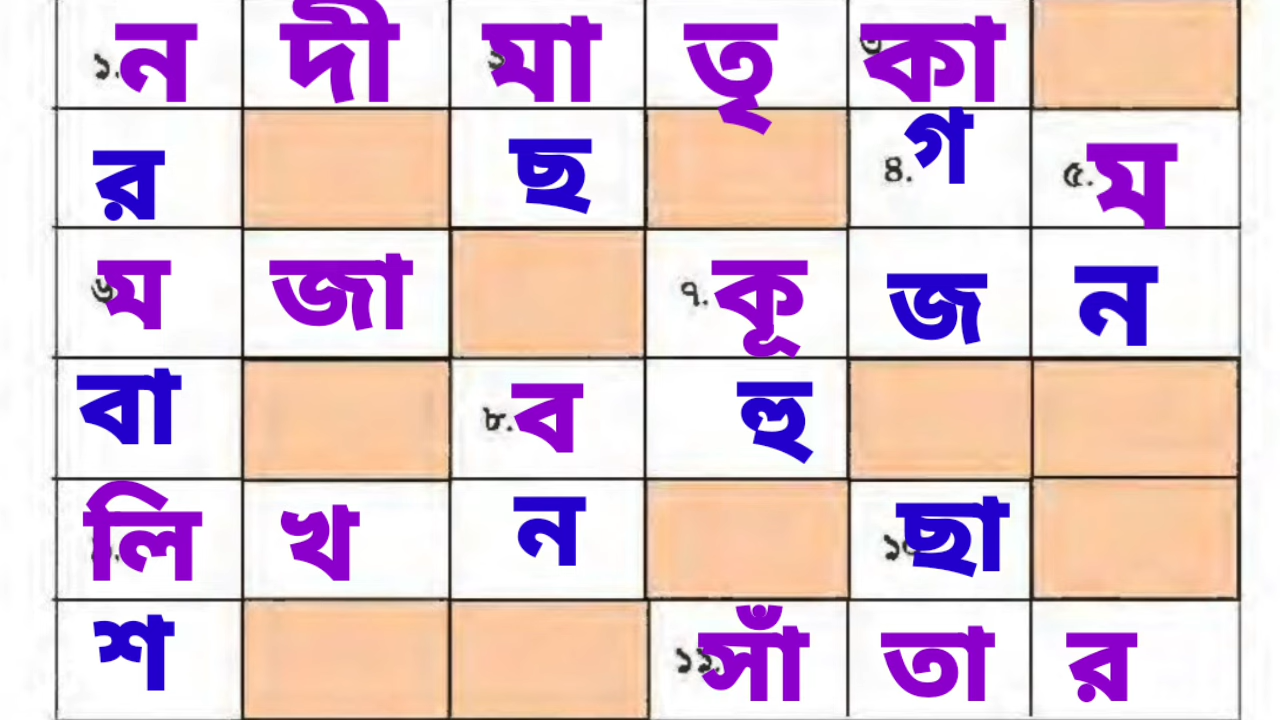 ১. ন দী ২. মা তৃ ৩. কা
র ছ ৪. গ ৫. ম
৬. ম জা ৭. কূ জ ন
বা ৮. ব হু
লি খ ন ১০. ছা
শ ১১. সাঁ তা র